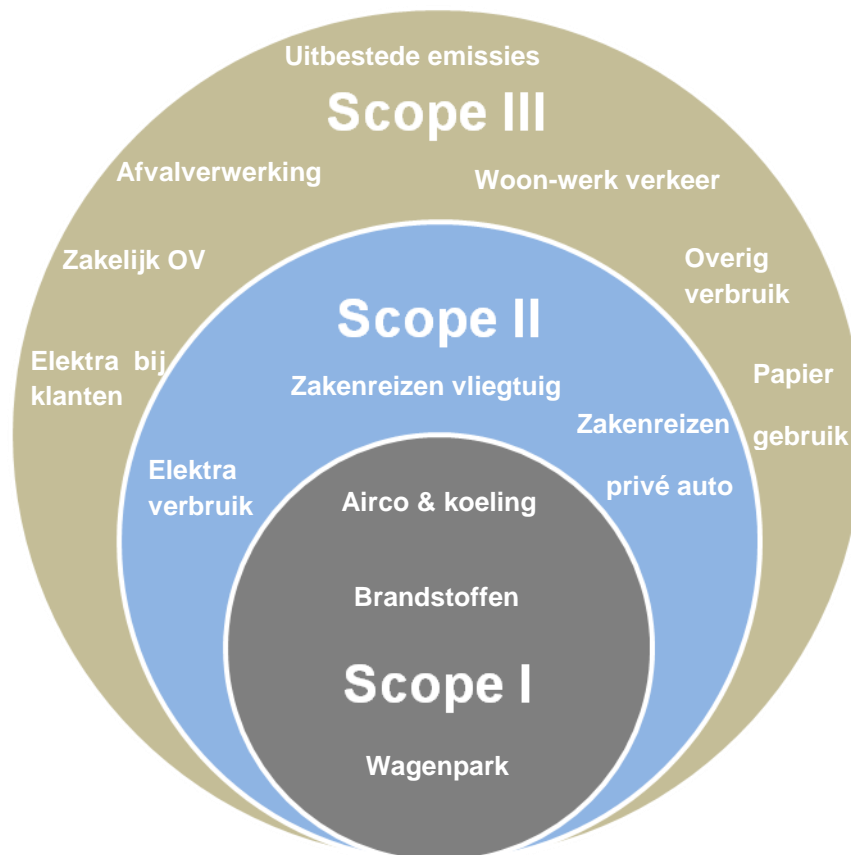 Uitbestede emissies
Scope III
Afvalverwerking
Woon-werk verkeer
Zakelijk OV
Overig
verbruik
Elektra bij
klanten
Papier
gebruik
Scope II
Zakenreizen vliegtuig
Zakenreizen
privé auto
Elektra
verbruik
Airco & koeling
Brandstoffen
Scope I
Wagenpark